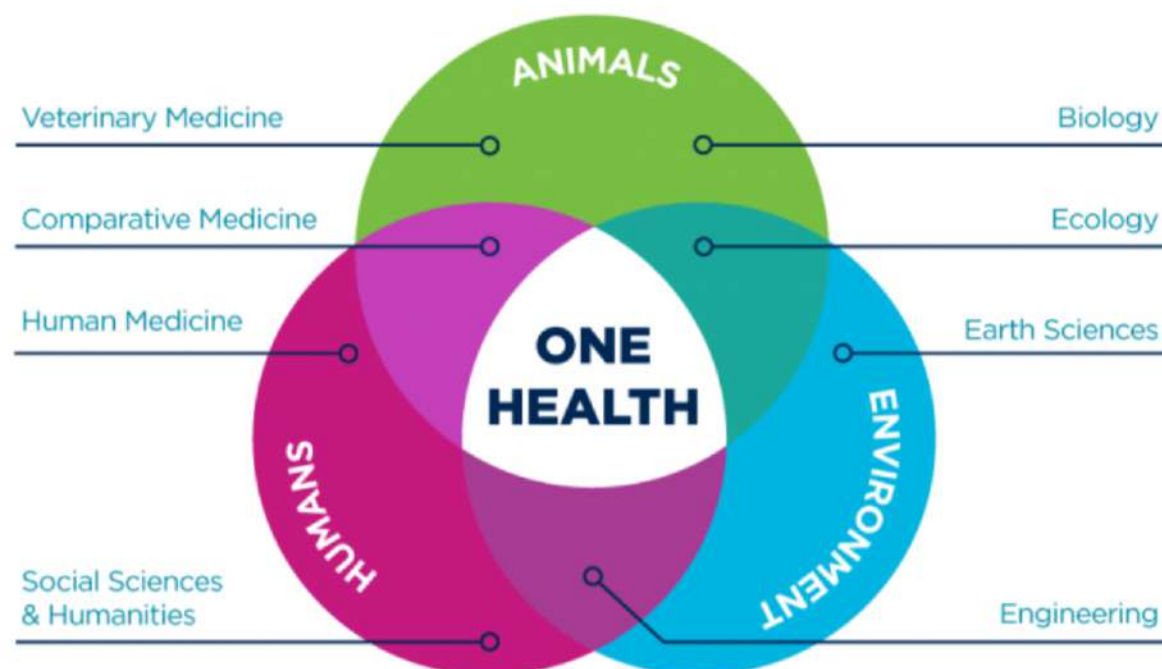 ANIMALS
Veterinary Medicine
Biology
Comparative Medicine
Ecology
Human Medicine
Earth Sciences
ONE
HEALTH
HUMANS
ENVIRONMENT
Social Sciences
& Humanities
Engineering